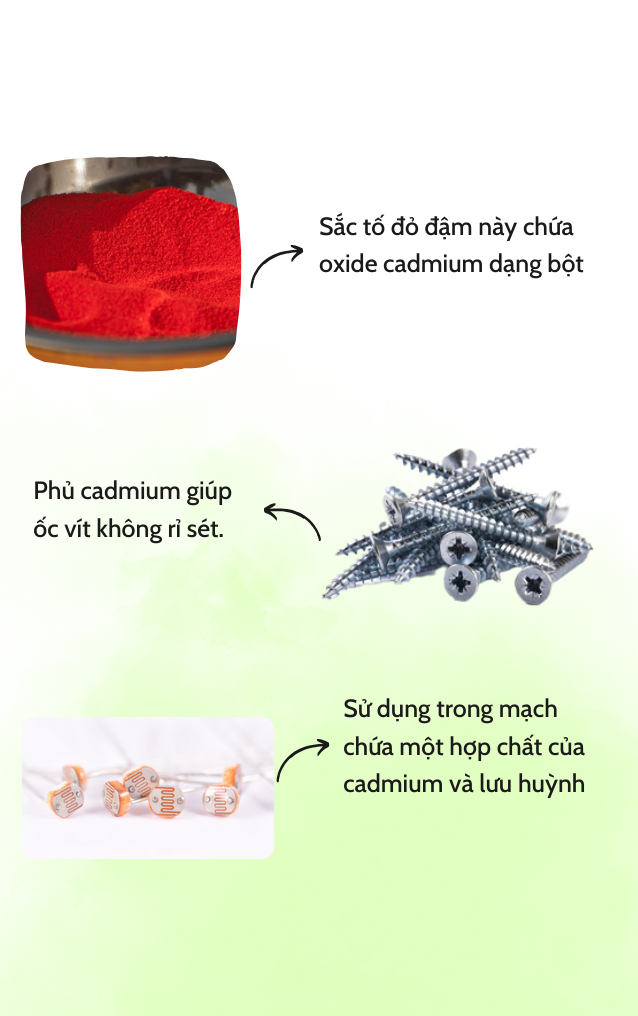 Sắc tố đỏ đậm này chứa
oxide cadmium dạng bột
Phủ cadmium giúp
ốc vít không rỉ sét.
Sử dụng trong mạch
chứa một hợp chất của
cadmium và lưu huỳnh